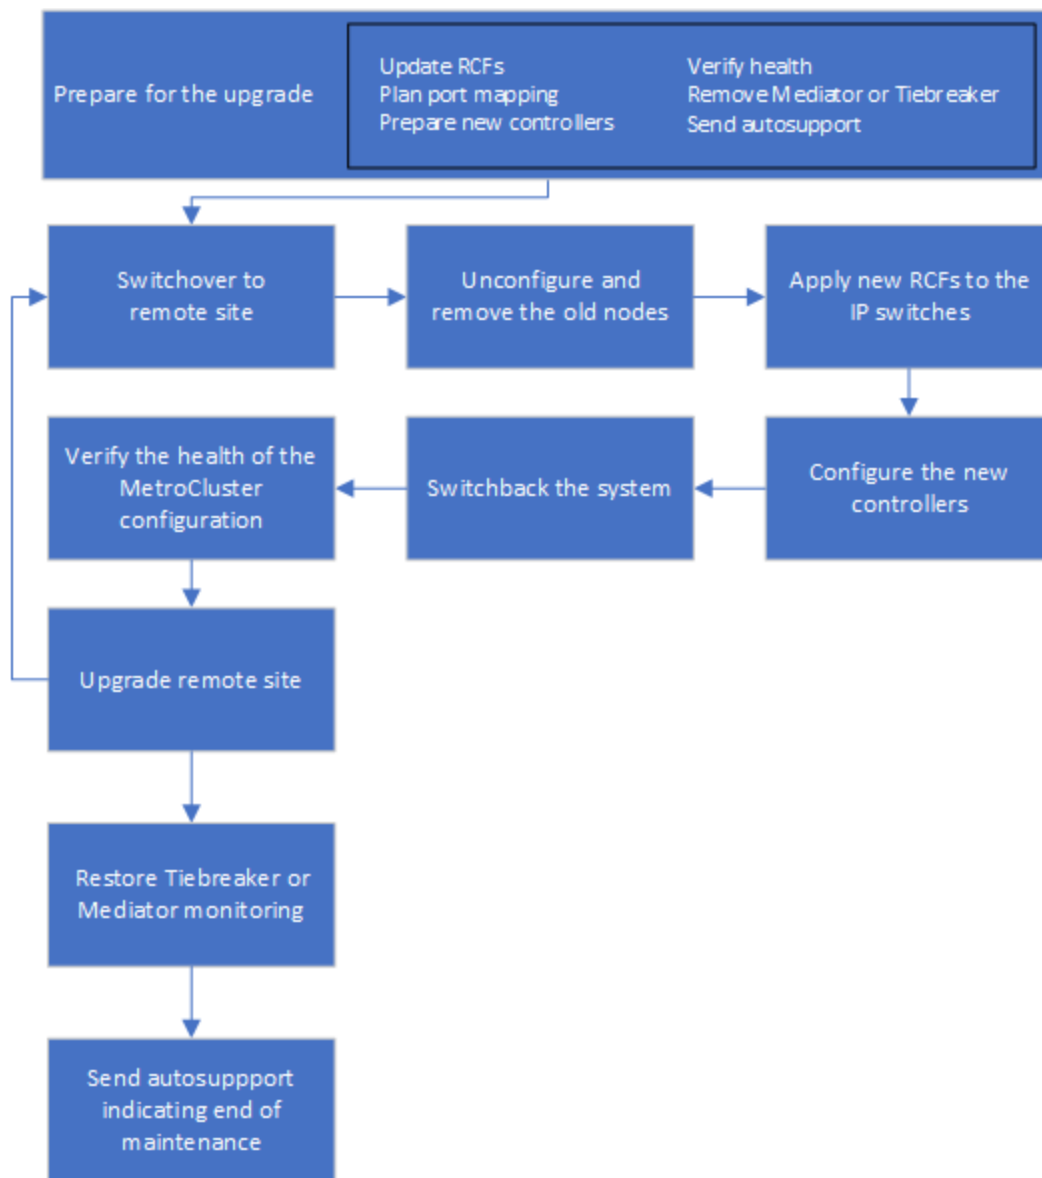 Prepare for the upgrade
Update RCFs
Plan port mapping
Prepare new controllers
Verify health
Remove Mediator or Tiebreaker
Send autosupport
Switchover to
remote site
Unconfigure and
remove the old nodes
Apply new RCFs to the
IP switches
Configure the new
controllers
Switchback the system
Verify the health of the
MetroCluster
configuration
Upgrade remote site
Restore Tiebreaker or
Mediator monitoring
Send autosuppport
indicating end of
maintenance